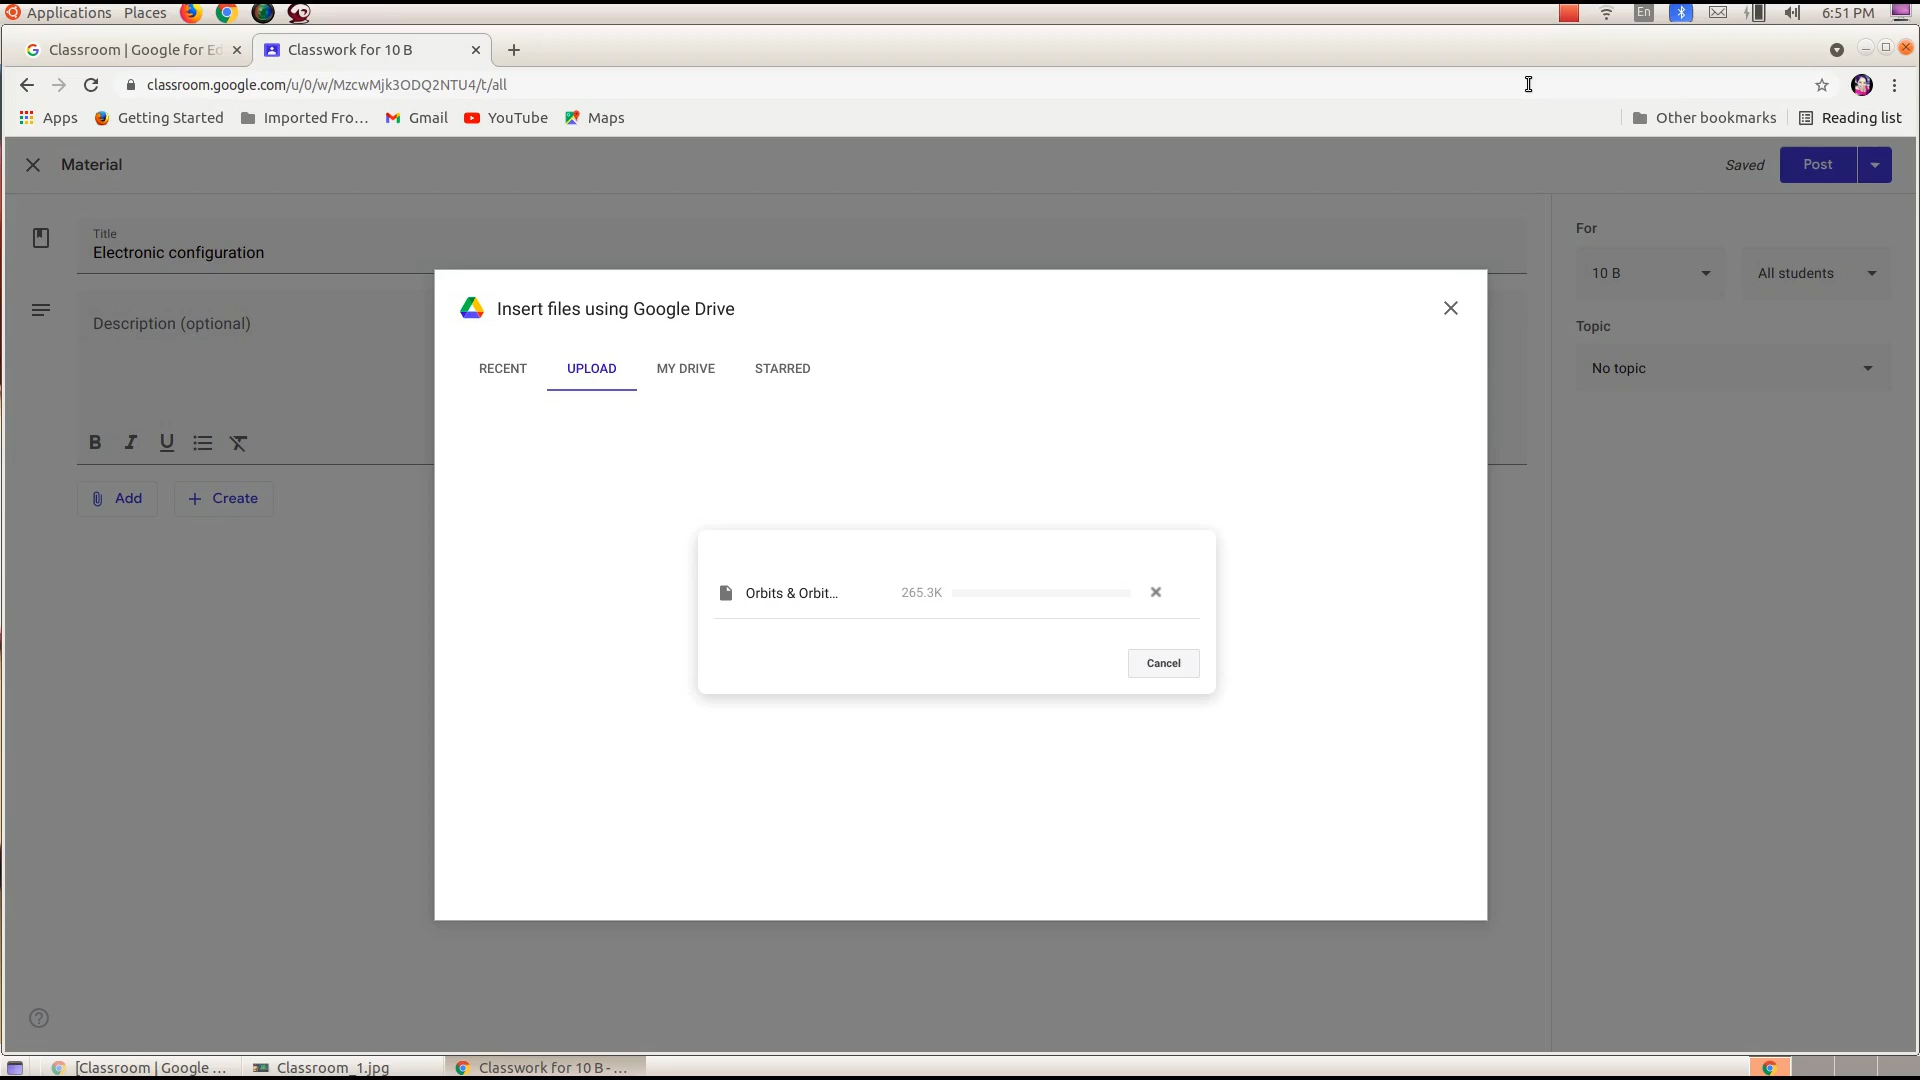 Applications Places En 6:51 PM
Classroom | Google for Ed Classwork for 10 B
classroom.google.com/u/0/w/MzcwMjk3ODQ2NTU4/t/all
Apps Getting Started Imported Fro... Gmail YouTube Maps Other bookmarks Reading list
Material Saved Post
Title
Electronic configuration
Description (optional)
B I U
Add Create
For
10 B All students
Topic
No topic
Insert files using Google Drive
RECENT UPLOAD MY DRIVE STARRED
Orbits & Orbit... 265.3K
Cancel
[Classroom | Google ... Classroom_1.jpg Classwork for 10 B - ...